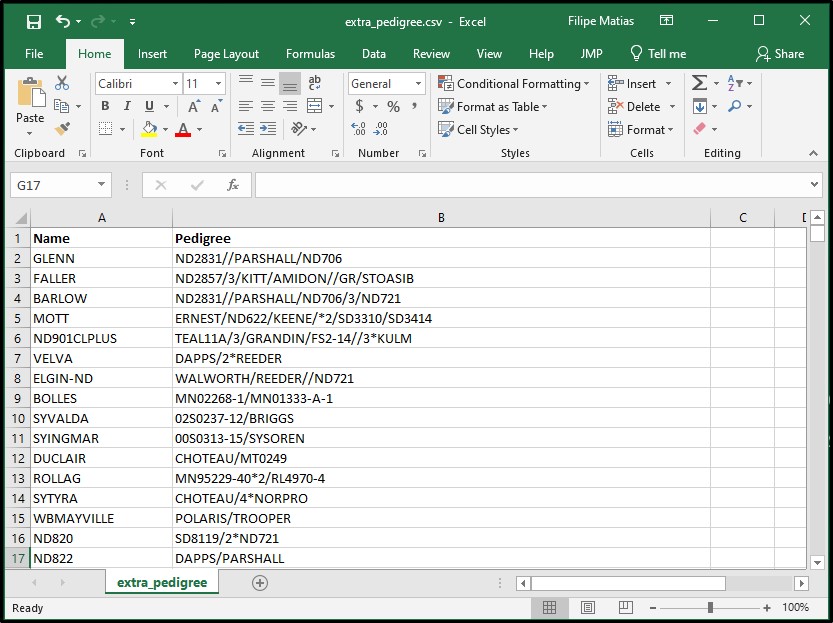 extra_pedigree.csv - Excel
Filipe Matias
File Home Insert Page Layout Formulas Data Review View Help JMP Tell me Share
Paste
Calibri 11
B I U
A A
A
ab
General
$ % ,
Conditional Formatting
Format as Table
Cell Styles
Insert
Delete
Format
Clipboard Font Alignment Number Styles Cells Editing
G17 fx
A B C
1 Name Pedigree
2 GLENN ND2831//PARSHALL/ND706
3 FALLER ND2857/3/KITT/AMIDON//GR/STOASIB
4 BARLOW ND2831//PARSHALL/ND706/3/ND721
5 MOTT ERNEST/ND622/KEENE/*2/SD3310/SD3414
6 ND901CLPLUS TEAL11A/3/GRANDIN/FS2-14//3*KULM
7 VELVA DAPPS/2*REEDER
8 ELGIN-ND WALWORTH/REEDER//ND721
9 BOLLES MN02268-1/MN01333-A-1
10 SYVALDA 02S0237-12/BRIGGS
11 SYINGMAR 00S0313-15/SYSOREN
12 DUCLAIR CHOTEAU/MT0249
13 ROLLAG MN95229-40*2/RL4970-4
14 SYTYRA CHOTEAU/4*NORPRO
15 WBMAYVILLE POLARIS/TROOPER
16 ND820 SD8119/2*ND721
17 ND822 DAPPS/PARSHALL
extra_pedigree
Ready
100%